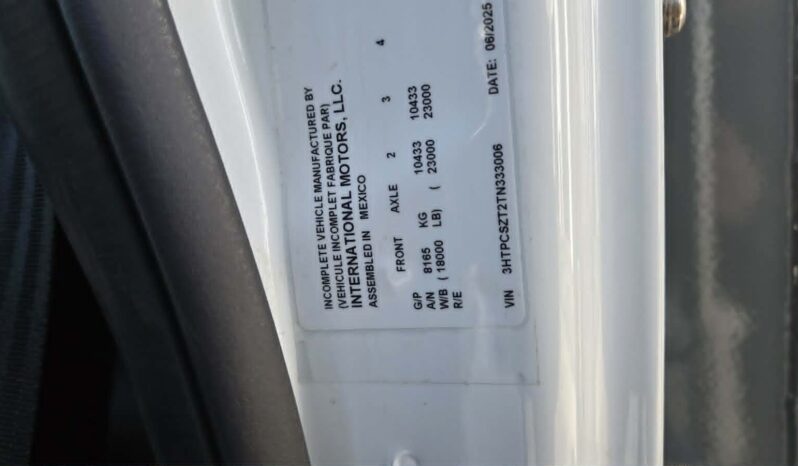 INCOMPLETE VEHICLE MANUFACTURED BY
(VEHICULE INCOMPLET FABRIQUE PAR)
INTERNATIONAL MOTORS, LLC.
ASSEMBLED IN MEXICO
FRONT AXLE 2 3 4
G/P
A/N 8165 KG 10433 10433
W/B ( 18000 LB) ( 23000 23000
R/E
VIN 3HTPCSZT2TN333006 DATE: 06/2025